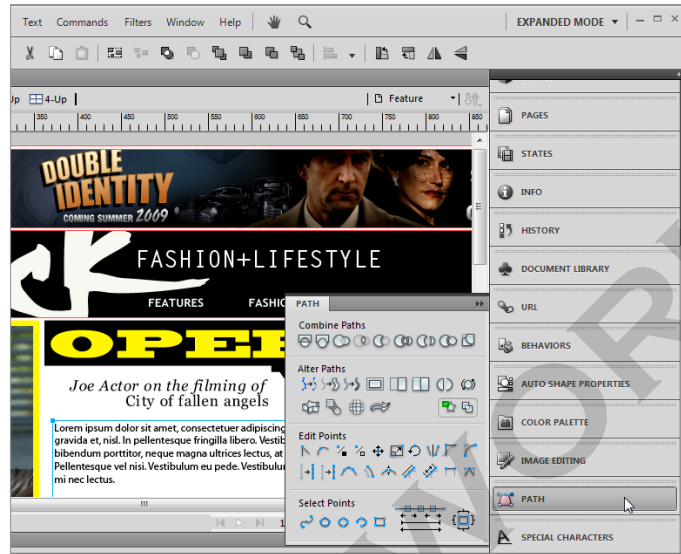 Text Commands Filters Window Help EXPANDED MODE
Up 4-Up Feature
350 400 450 500 550 600 650 700 750 800 850
DOUBLE
IDENTITY
COMING SUMMER 2009
CK FASHION+LIFESTYLE
FEATURES FASHIO
OPE
Joe Actor on the filming of
City of fallen angels
Lorem ipsum dolor sit amet, consectetuer adipiscing
gravida et, nisl. In pellentesque fringilla libero. Vestib
bibendum porttitor, neque magna ultrices lectus, at
Pellentesque vel nisi. Vestibulum eu pede. Vestibulu
mi nec lectus.
1
PATH
Combine Paths
Alter Paths
Edit Points
Select Points
PAGES
STATES
INFO
HISTORY
DOCUMENT LIBRARY
URL
BEHAVIORS
AUTO SHAPE PROPERTIES
COLOR PALETTE
IMAGE EDITING
PATH
SPECIAL CHARACTERS
WOR